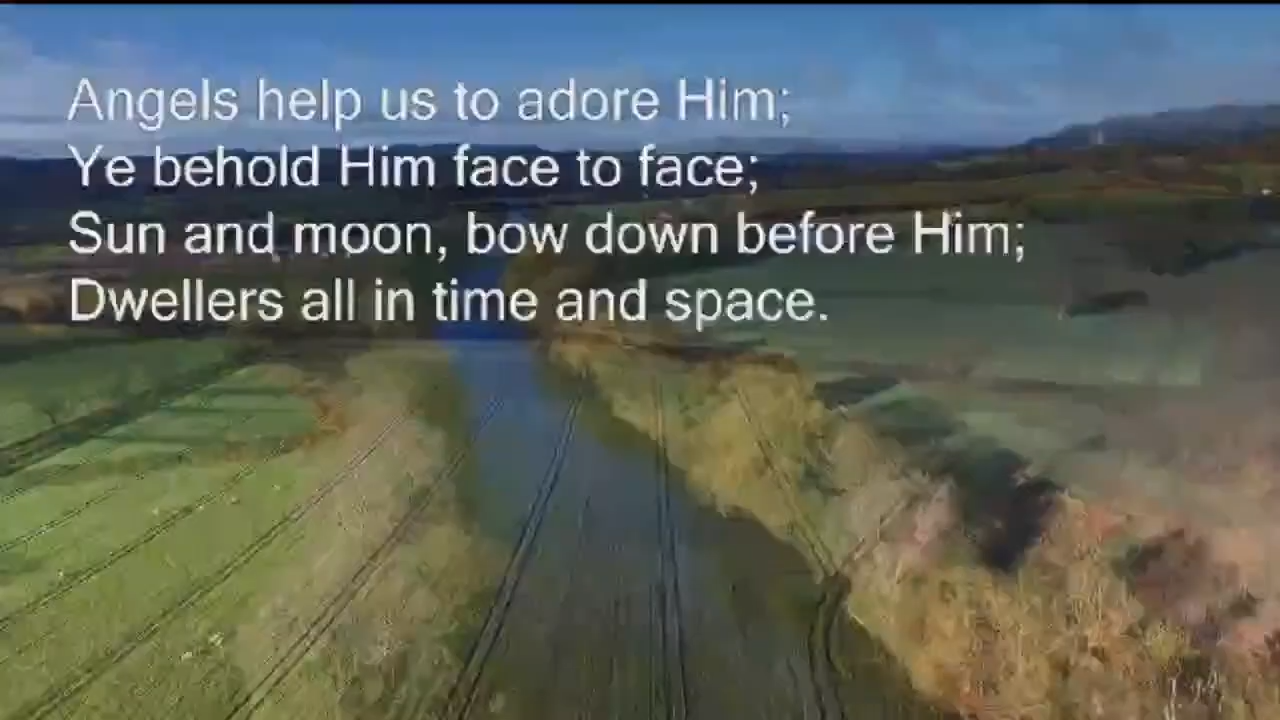 Angels help us to adore Him;
Ye behold Him face to face;
Sun and moon, bow down before Him;
Dwellers all in time and space.